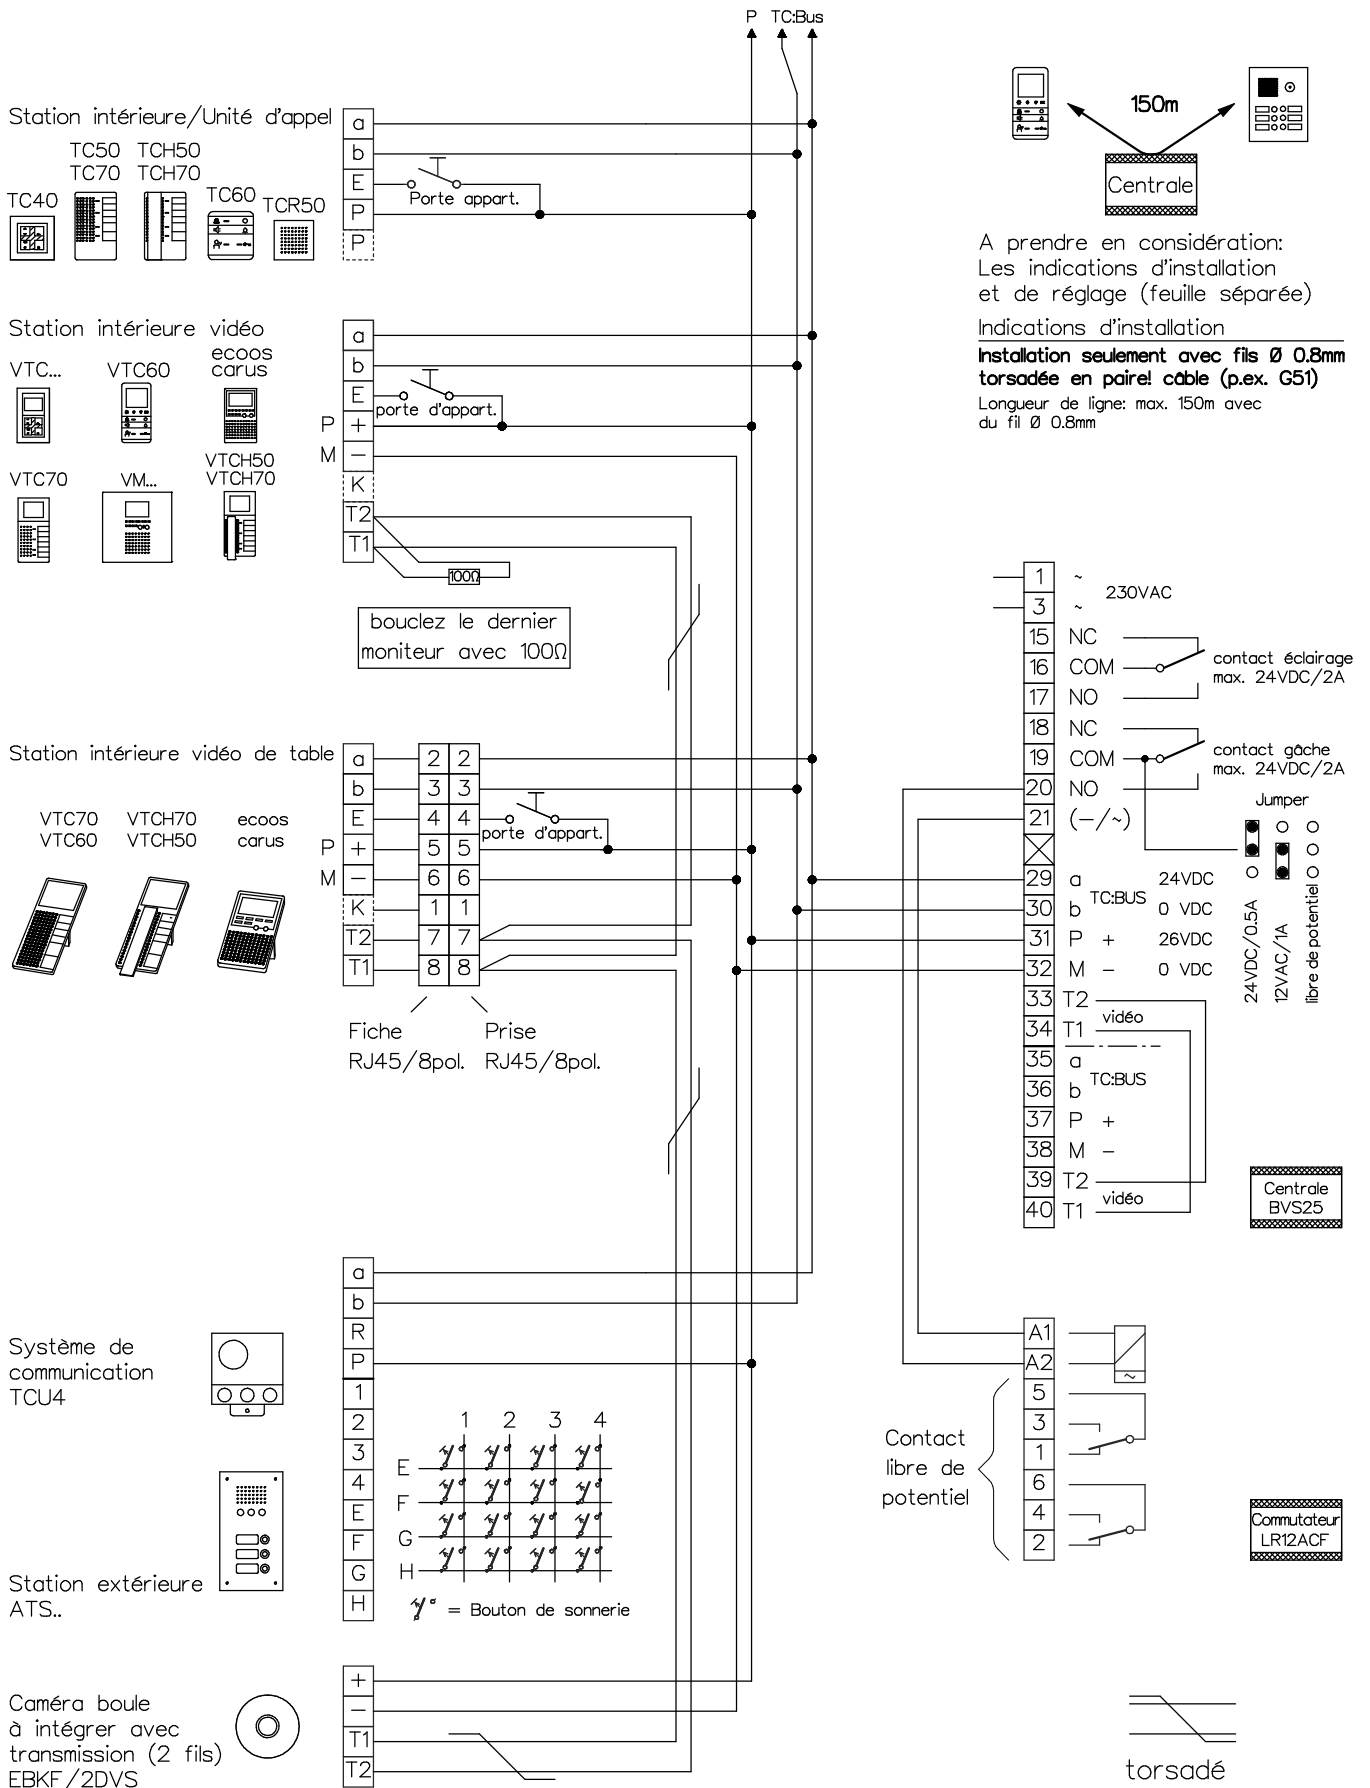 P TC:Bus
Station intérieure/Unité d'appel
TC50 TCH50
TC70 TCH70
TC40 TC60 TCR50
a
b
E
P
P
Porte appart.
150m
Centrale
A prendre en considération:
Les indications d'installation
et de réglage (feuille séparée)
Indications d'installation
Installation seulement avec fils Ø 0.8mm
torsadée en paire! câble (p.ex. G51)
Longueur de ligne: max. 150m avec
du fil Ø 0.8mm
Station intérieure vidéo
VTC... VTC60 ecoos
carus
VTC70 VM... VTCH50
VTCH70
a
b
E
P +
M -
K
T2
T1
porte d'appart.
100Ω
bouclez le dernier
moniteur avec 100Ω
Station intérieure vidéo de table
VTC70 VTCH70 ecoos
VTC60 VTCH50 carus
a 2 2
b 3 3
E 4 4
P + 5 5
M - 6 6
K 1 1
T2 7 7
T1 8 8
porte d'appart.
Fiche Prise
RJ45/8pol. RJ45/8pol.
1 ~
3 ~
230VAC
15 NC
16 COM
17 NO
contact éclairage
max. 24VDC/2A
18 NC
19 COM
20 NO
contact gâche
max. 24VDC/2A
21 (-/~)
Jumper
24VDC/0.5A
12VAC/1A
libre de potentiel
29 a 24VDC
TC:BUS
30 b 0 VDC
31 P + 26VDC
32 M - 0 VDC
33 T2
vidéo
34 T1
35 a
TC:BUS
36 b
37 P +
38 M -
39 T2
vidéo
40 T1
Centrale
BVS25
Système de
communication
TCU4
Station extérieure
ATS..
a
b
R
P
1
2
3
4
E
F
G
H
1 2 3 4
E
F
G
H
= Bouton de sonnerie
A1
A2
~
5
3
1
6
4
2
Contact
libre de
potentiel
Commutateur
LR12ACF
Caméra boule
à intégrer avec
transmission (2 fils)
EBKF/2DVS
+
-
T1
T2
torsadé